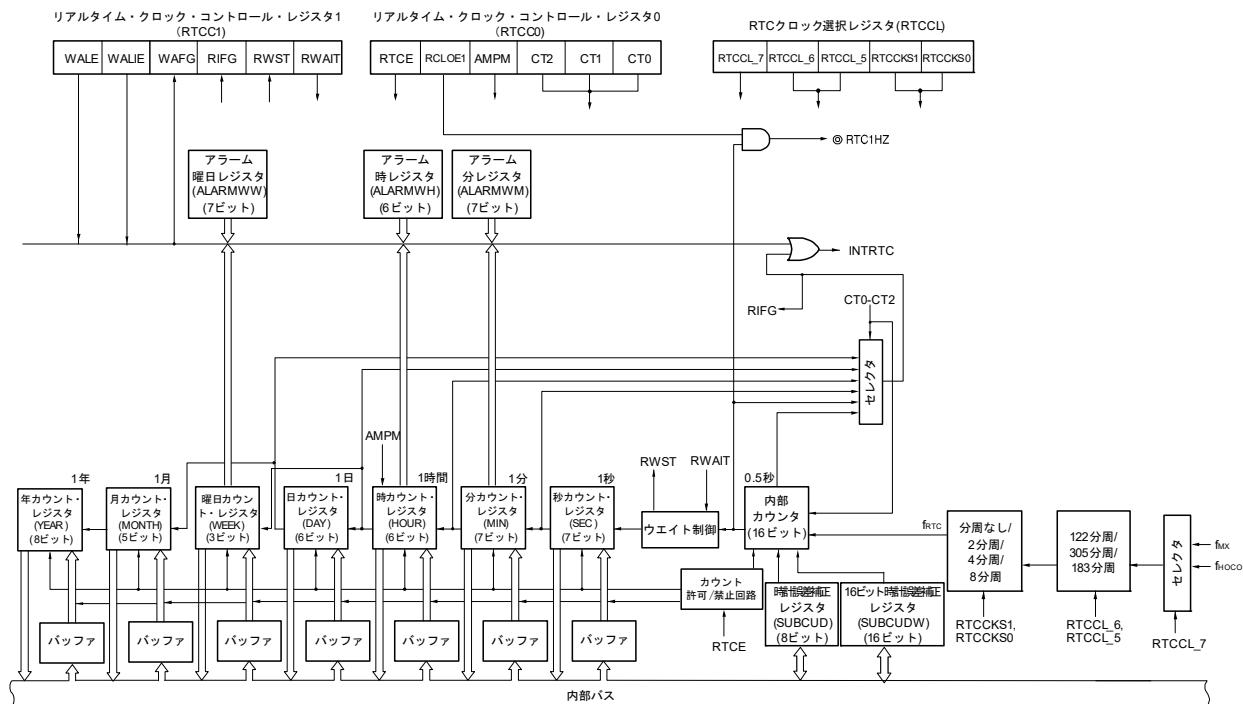 リアルタイム・クロック・コントロール・レジスタ1
(RTCC1)
WALE WALIE WAFG RIFG RWST RWAIT
リアルタイム・クロック・コントロール・レジスタ0
(RTCC0)
RTCE RCLOE1 AMPM CT2 CT1 CT0
RTCクロック選択レジスタ(RTCCL)
RTCCL_7 RTCCL_6 RTCCL_5 RTCCKS1 RTCCKS0
◎ RTC1HZ
アラーム
曜日レジスタ
(ALARMWW)
(7ビット)
アラーム
時レジスタ
(ALARMWH)
(6ビット)
アラーム
分レジスタ
(ALARMWM)
(7ビット)
INTRTC
RIFG
CT0-CT2
セレクタ
AMPM
RWST
RWAIT
1年
年カウント・
レジスタ
(YEAR)
(8ビット)
1月
月カウント・
レジスタ
(MONTH)
(5ビット)
曜日カウン
ト・レジスタ
(WEEK)
(3ビット)
1日
日カウント・
レジスタ
(DAY)
(6ビット)
1時間
時カウント・
レジスタ
(HOUR)
(6ビット)
1分
分カウント・
レジスタ
(MIN)
(7ビット)
1秒
秒カウント・
レジスタ
(SEC)
(7ビット)
ウエイト制御
0.5秒
内部
カウンタ
(16ビット)
fRTC
分周なし/
2分周/
4分周/
8分周
122分周/
305分周/
183分周
セレクタ
fMX
fHOCO
カウント
許可/禁止回路
RTCE
時計誤差補正
レジスタ
(SUBCUD)
(8ビット)
16ビット時計誤差補正
レジスタ
(SUBCUDW)
(16ビット)
RTCCKS1,
RTCCKS0
RTCCL_6,
RTCCL_5
RTCCL_7
バッファ バッファ バッファ バッファ バッファ バッファ バッファ
内部バス